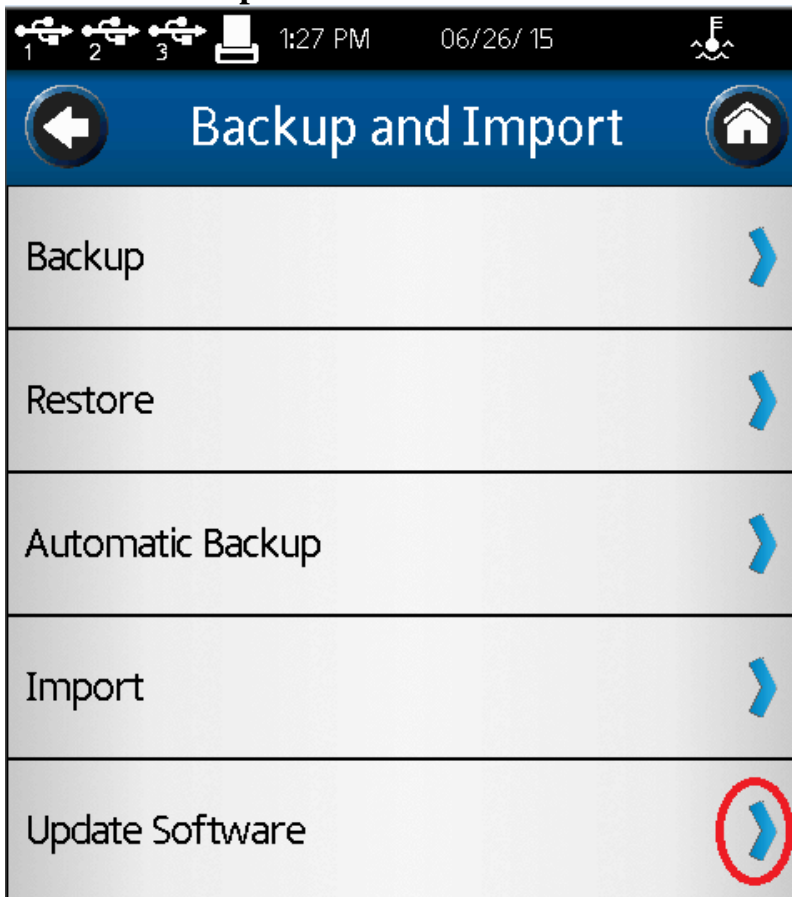 1 2 3 1:27 PM 06/26/15 E
Backup and Import
Backup
Restore
Automatic Backup
Import
Update Software